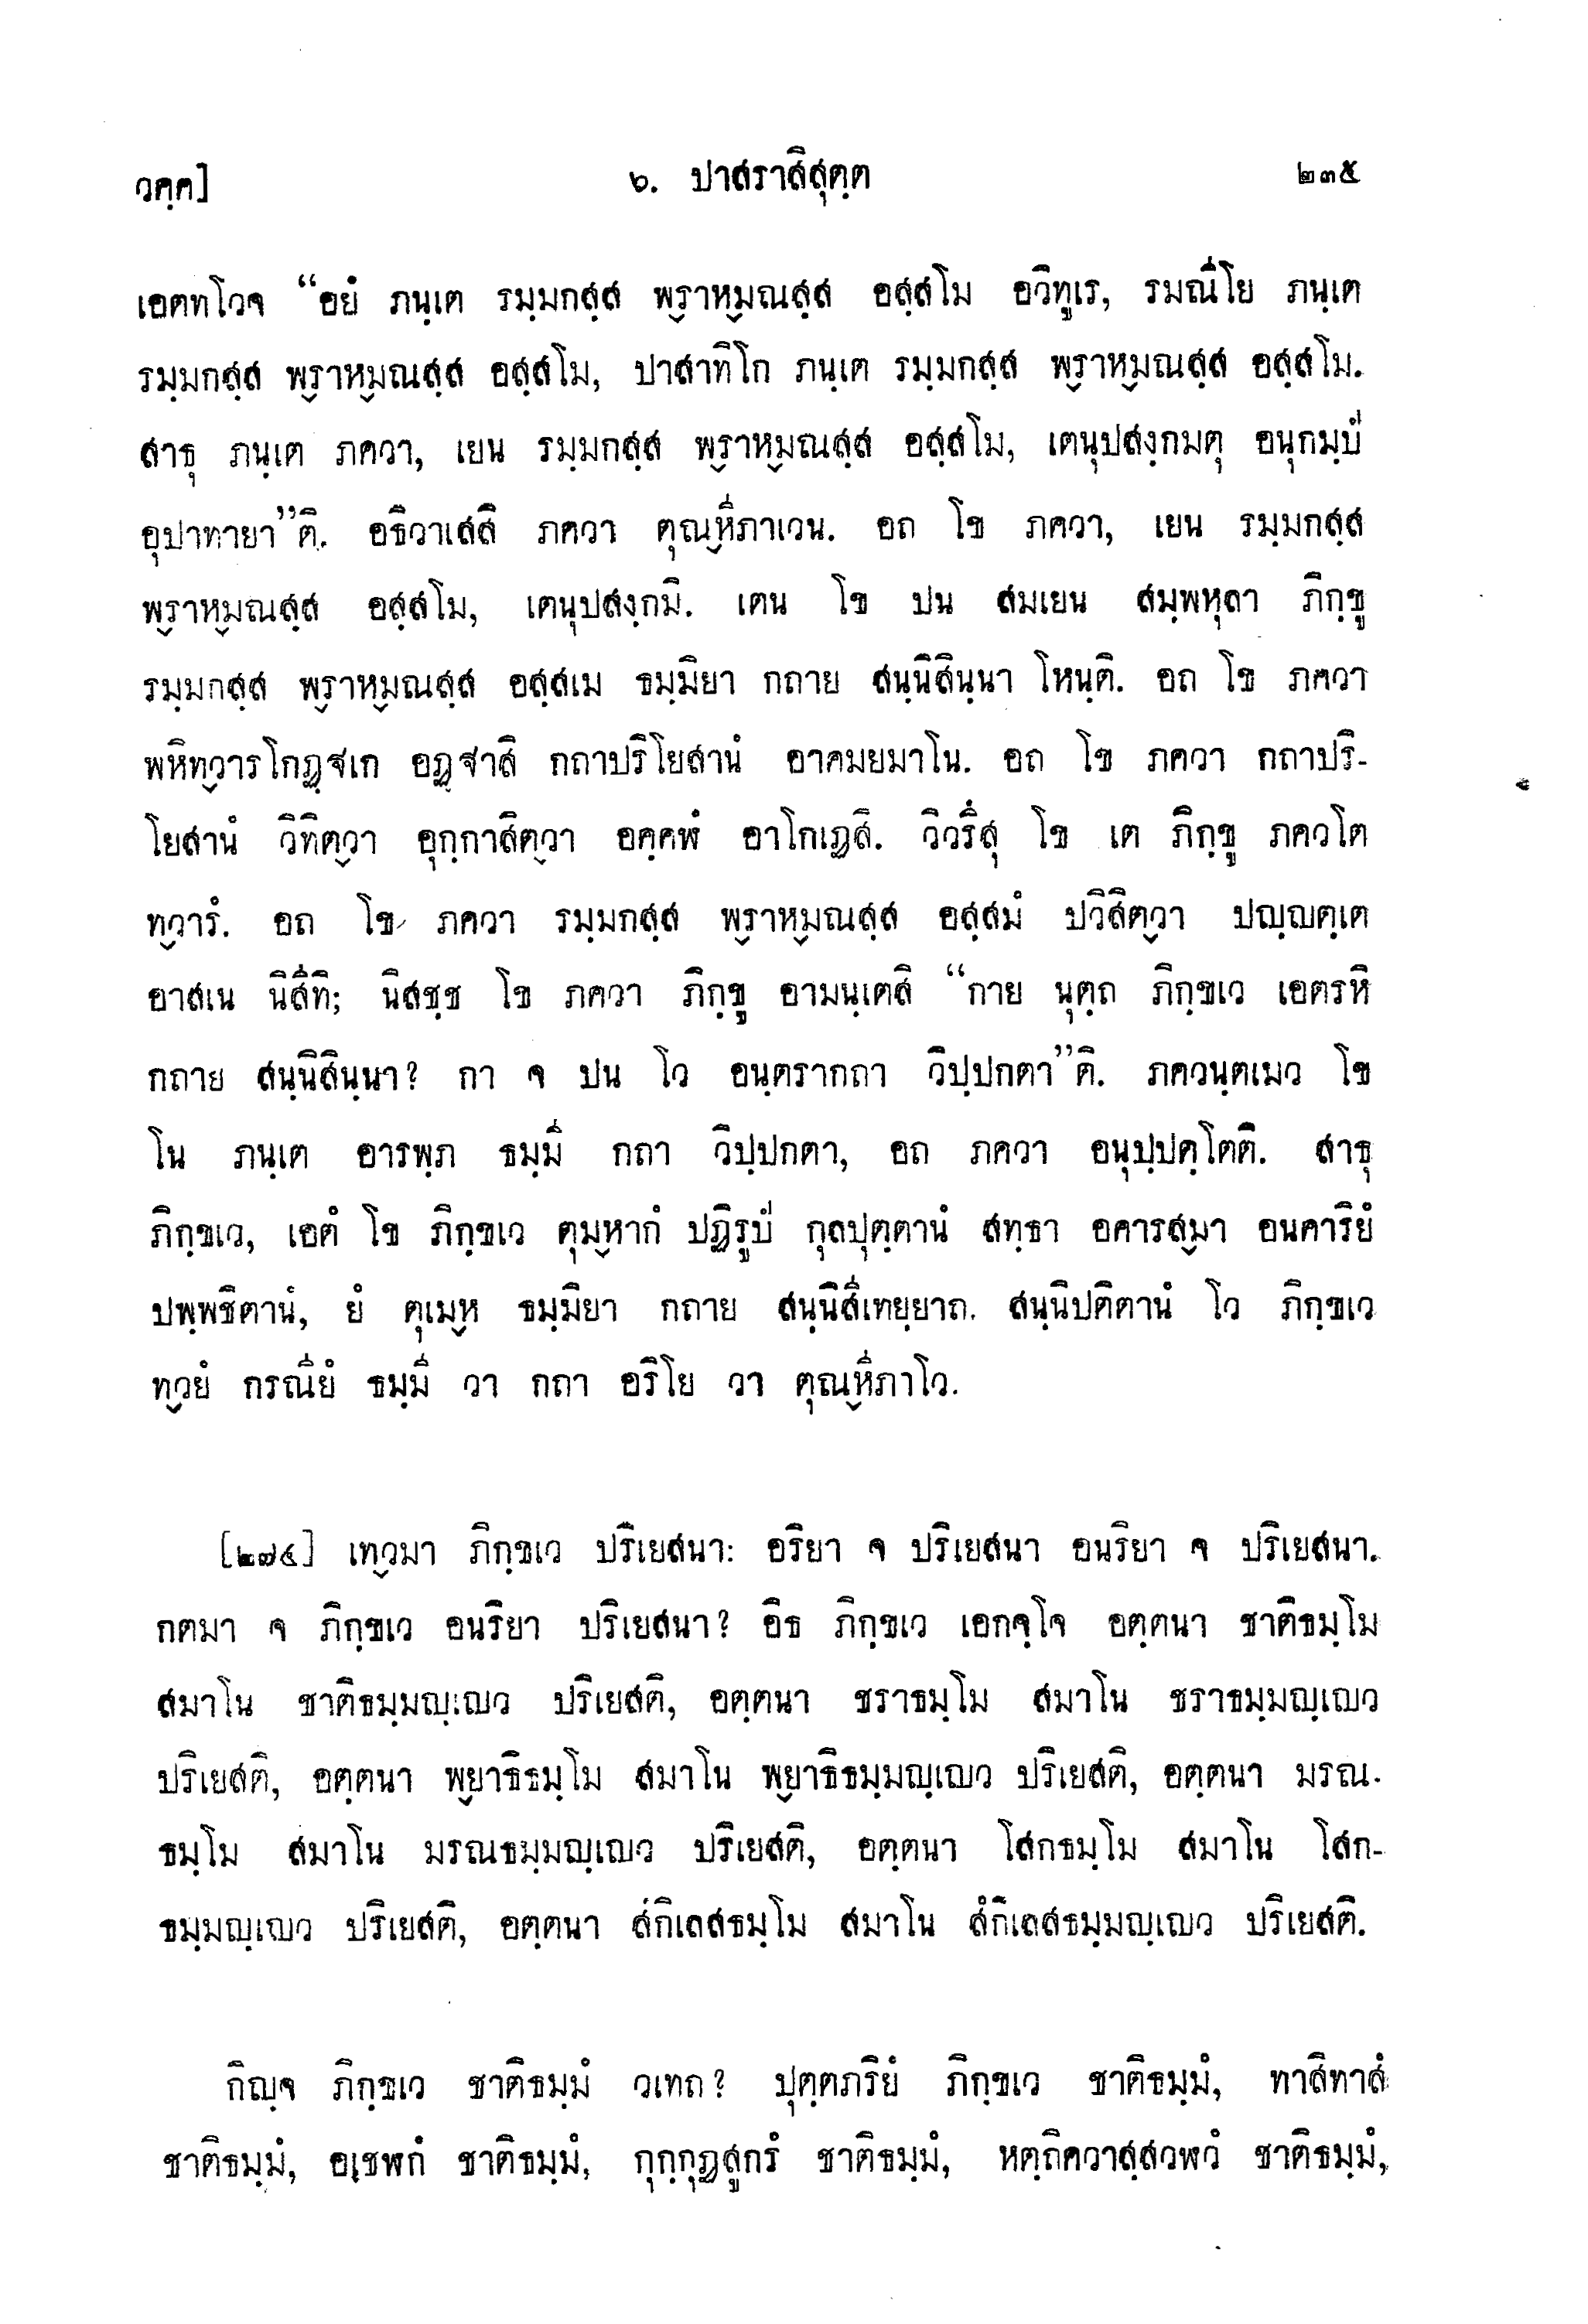 วคฺค]
๖. ปาสราสิสุตฺต
๒๓๕
เอตทโวจ “อยํ ภนฺเต รมฺมกสฺส พฺราหฺมณสฺส อสฺสโม อวิทูเร, รมณีโย ภนฺเต
รมฺมกสฺส พฺราหฺมณสฺส อสฺสโม, ปาสาทิโก ภนฺเต รมฺมกสฺส พฺราหฺมณสฺส อสฺสโม.
สาธุ ภนฺเต ภควา, เยน รมฺมกสฺส พฺราหฺมณสฺส อสฺสโม, เตนุปสงฺกมตุ อนุกมฺปํ
อุปาทายา”ติ. อธิวาเสสิ ภควา ตุณฺหีภาเวน. อถ โข ภควา, เยน รมฺมกสฺส
พฺราหฺมณสฺส อสฺสโม, เตนุปสงฺกมิ. เตน โข ปน สมเยน สมฺพหุลา ภิกฺขู
รมฺมกสฺส พฺราหฺมณสฺส อสฺสเม ธมฺมิยา กถาย สนฺนิสินฺนา โหนฺติ. อถ โข ภควา
พหิทฺวารโกฏฺฐเก อฏฺฐาสิ กถาปริโยสานํ อาคมยมาโน. อถ โข ภควา กถาปริ-
โยสานํ วิทิตฺวา อุกฺกาสิตฺวา อคฺคฬํ อาโกเฏสิ. วิวรึสุ โข เต ภิกฺขู ภควโต
ทฺวารํ. อถ โข ภควา รมฺมกสฺส พฺราหฺมณสฺส อสฺสมํ ปวิสิตฺวา ปญฺญตฺเต
อาสเน นิสีทิ; นิสชฺช โข ภควา ภิกฺขู อามนฺเตสิ “กาย นุตฺถ ภิกฺขเว เอตรหิ
กถาย สนฺนิสินฺนา? กา จ ปน โว อนฺตรากถา วิปฺปกตา”ติ. ภควนฺตเมว โข
โน ภนฺเต อารพฺภ ธมฺมี กถา วิปฺปกตา, อถ ภควา อนุปฺปตฺโตติ. สาธุ
ภิกฺขเว, เอตํ โข ภิกฺขเว ตุมฺหากํ ปฏิรูปํ กุลปุตฺตานํ สทฺธา อคารสฺมา อนคาริยํ
ปพฺพชิตานํ, ยํ ตุเมฺห ธมฺมิยา กถาย สนฺนิสีเทยฺยาถ. สนฺนิปติตานํ โว ภิกฺขเว
ทฺวยํ กรณียํ ธมฺมี วา กถา อริโย วา ตุณฺหีภาโว.
[๒๗๔] เทฺวมา ภิกฺขเว ปริเยสนา: อริยา จ ปริเยสนา อนริยา จ ปริเยสนา.
กตมา จ ภิกฺขเว อนริยา ปริเยสนา? อิธ ภิกฺขเว เอกจฺโจ อตฺตนา ชาติธมฺโม
สมาโน ชาติธมฺมญฺเญว ปริเยสติ, อตฺตนา ชราธมฺโม สมาโน ชราธมฺมญฺเญว
ปริเยสติ, อตฺตนา พฺยาธิธมฺโม สมาโน พฺยาธิธมฺมญฺเญว ปริเยสติ, อตฺตนา มรณ-
ธมฺโม สมาโน มรณธมฺมญฺเญว ปริเยสติ, อตฺตนา โสกธมฺโม สมาโน โสก-
ธมฺมญฺเญว ปริเยสติ, อตฺตนา สํกิเลสธมฺโม สมาโน สํกิเลสธมฺมญฺเญว ปริเยสติ.
กิญฺจ ภิกฺขเว ชาติธมฺมํ วเทถ? ปุตฺตภริยํ ภิกฺขเว ชาติธมฺมํ, ทาสิทาสํ
ชาติธมฺมํ, อเชฬกํ ชาติธมฺมํ, กุกฺกุฏสูกรํ ชาติธมฺมํ, หตฺถิควาสฺสวฬวํ ชาติธมฺมํ,